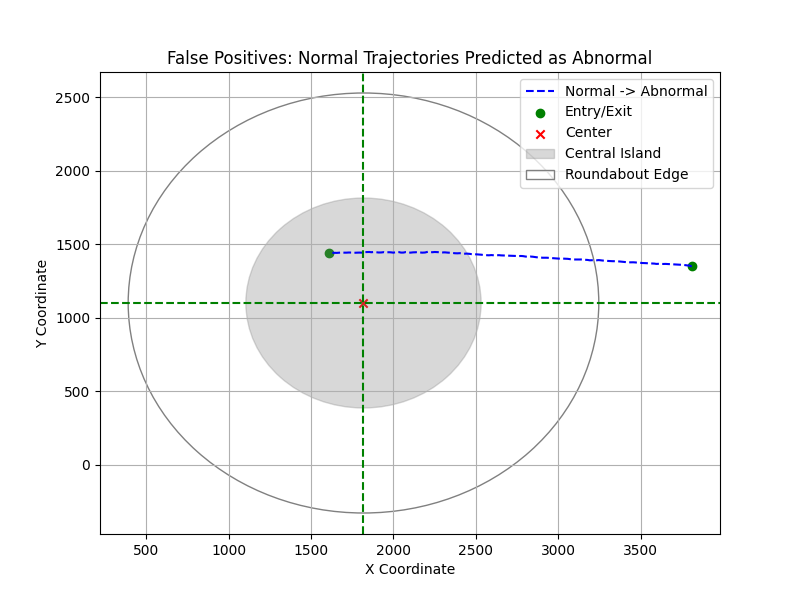 False Positives: Normal Trajectories Predicted as Abnormal
Normal -> Abnormal
Entry/Exit
Center
Central Island
Roundabout Edge
2500
2000
1500
1000
500
0
Y Coordinate
500 1000 1500 2000 2500 3000 3500
X Coordinate